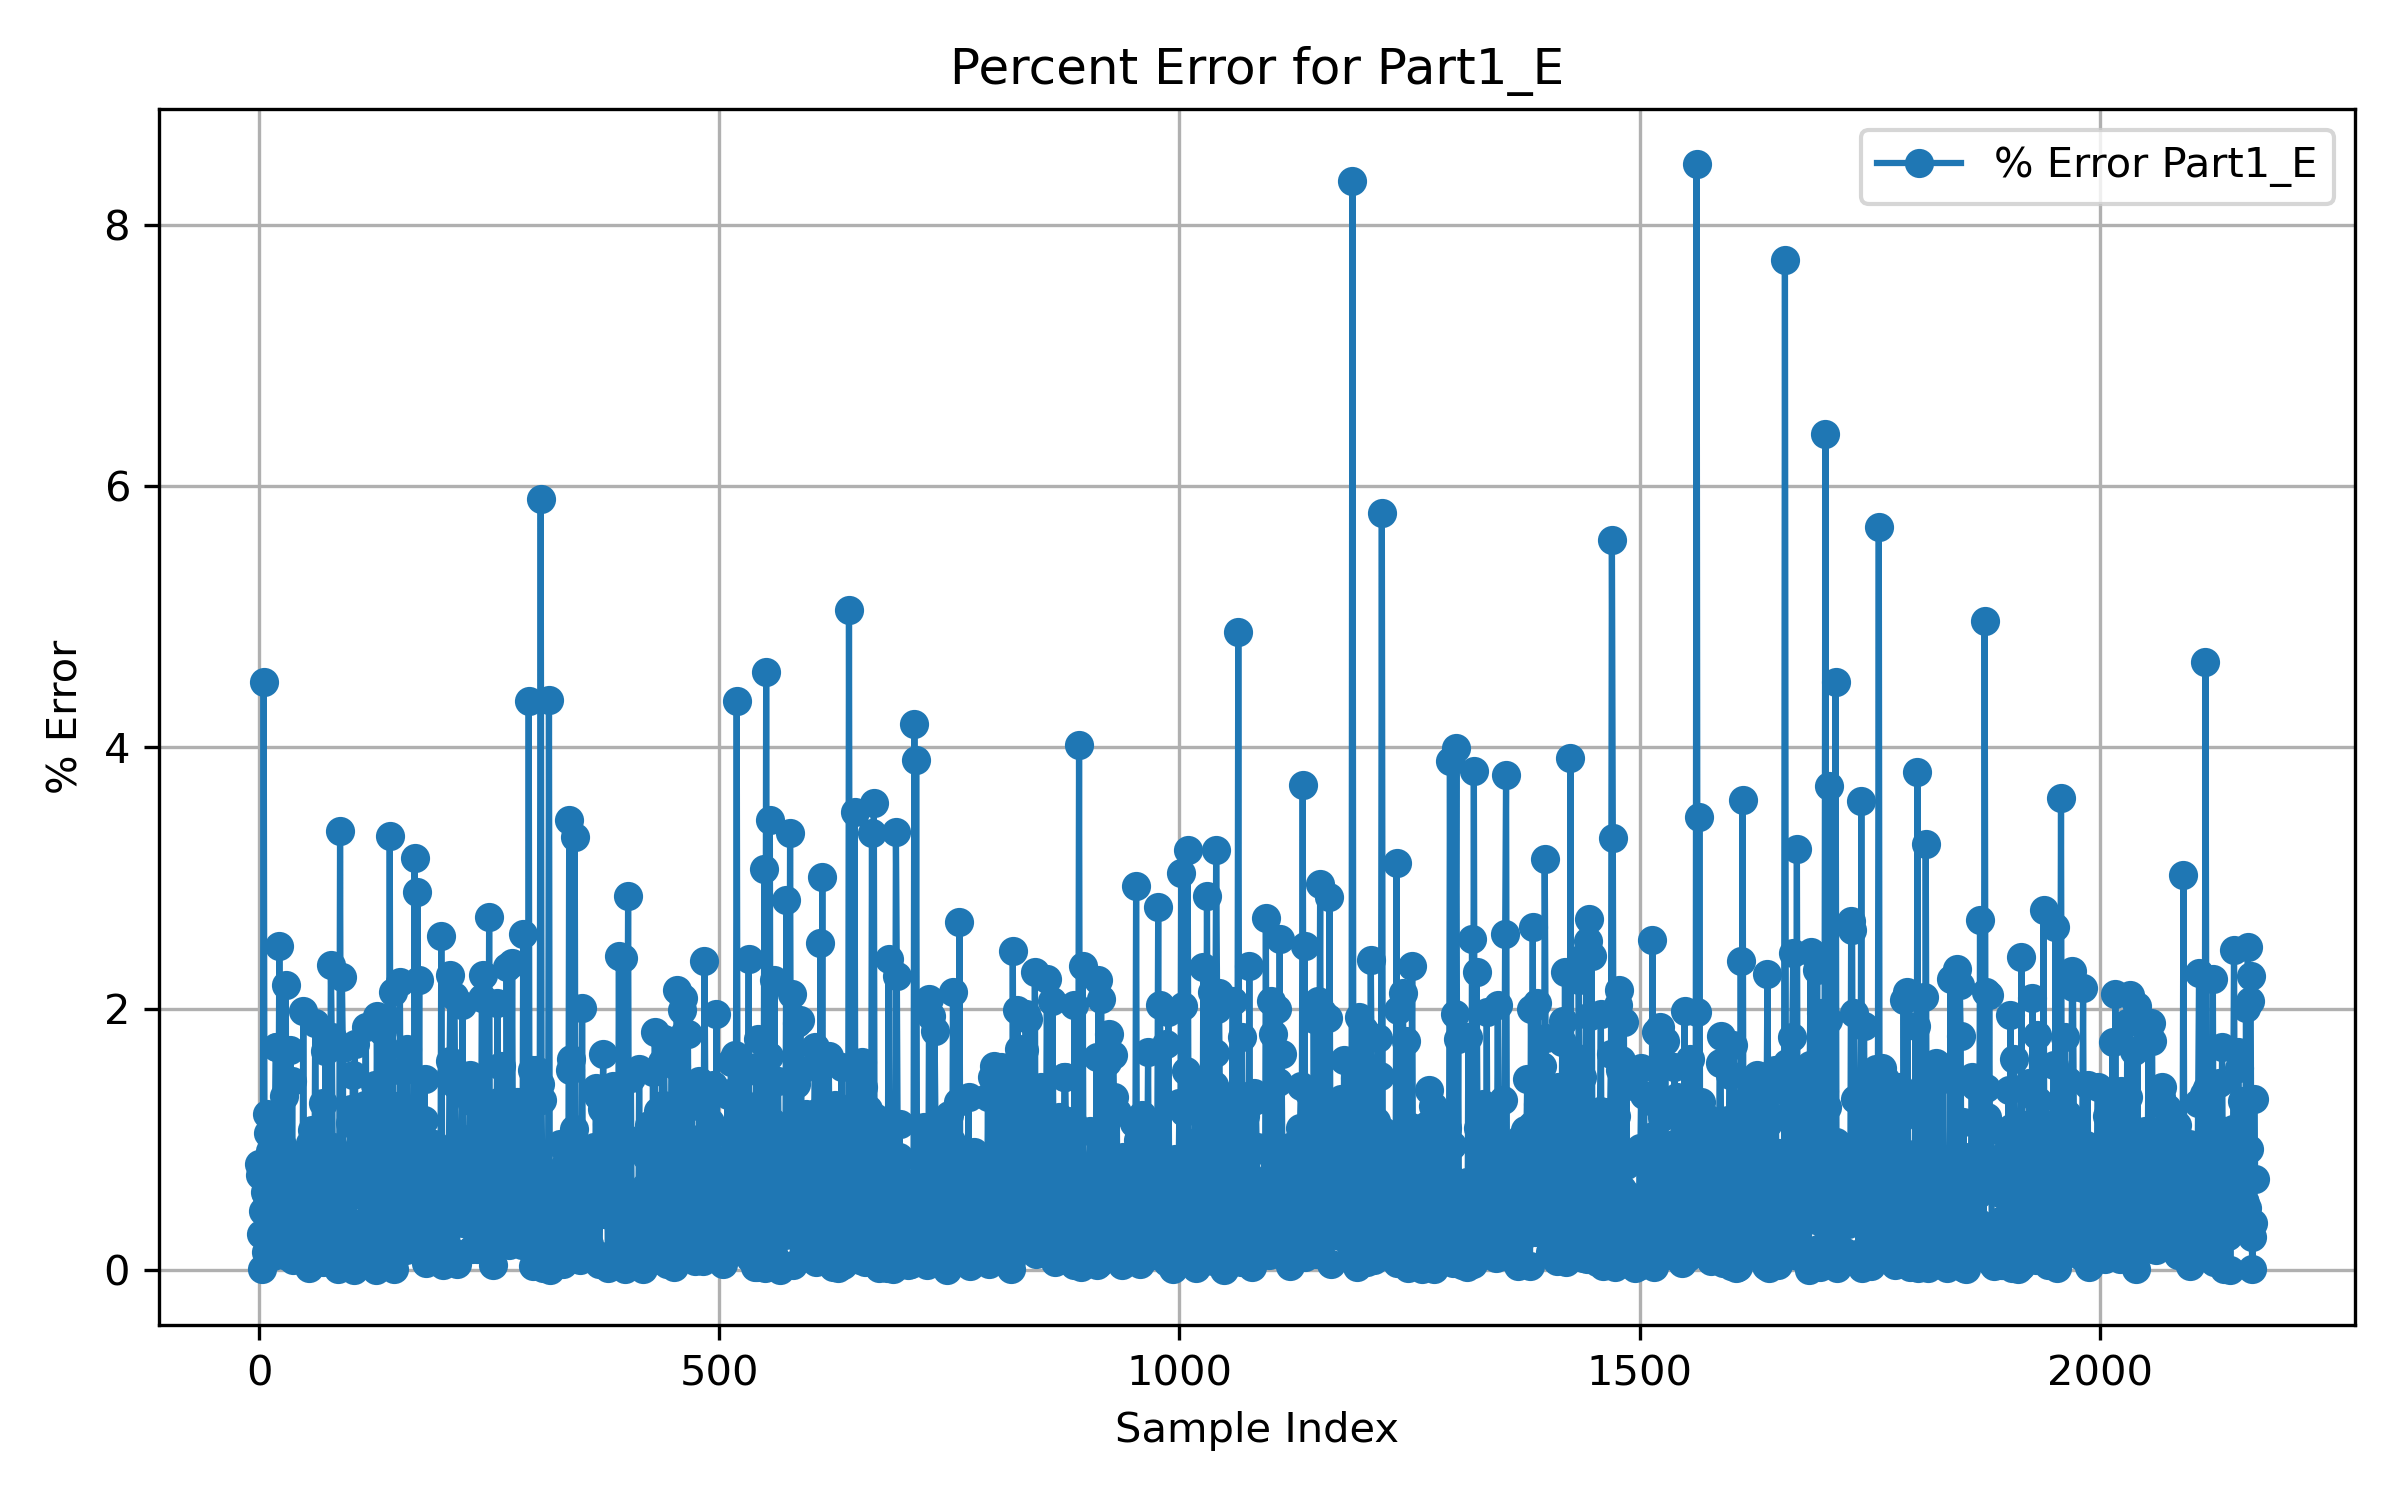 Percent Error for Part1_E
% Error Part1_E
8
6
4
2
0
% Error
0 500 1000 1500 2000
Sample Index